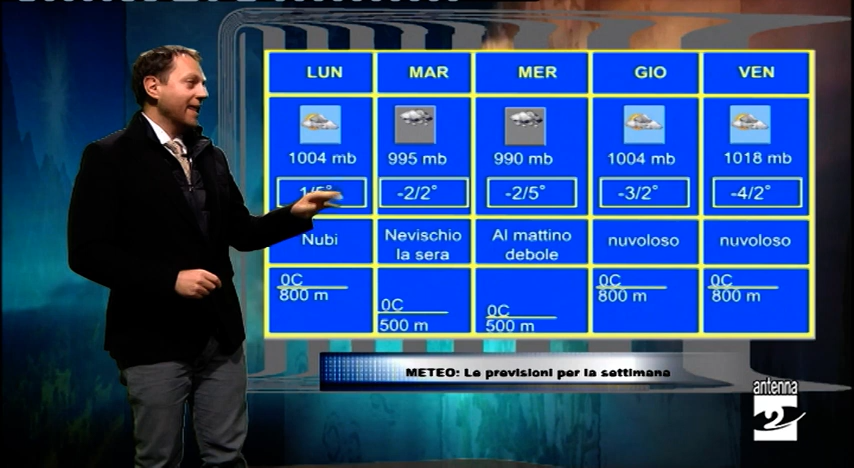 LUN MAR MER GIO VEN
1004 mb 995 mb 990 mb 1004 mb 1018 mb
1/5° -2/2° -2/5° -3/2° -4/2°
Nubi Nevischio la sera Al mattino debole nuvoloso nuvoloso
0C 0C 0C 0C 0C
800 m 500 m 500 m 800 m 800 m
METEO: Le previsioni per la settimana
antenna
2